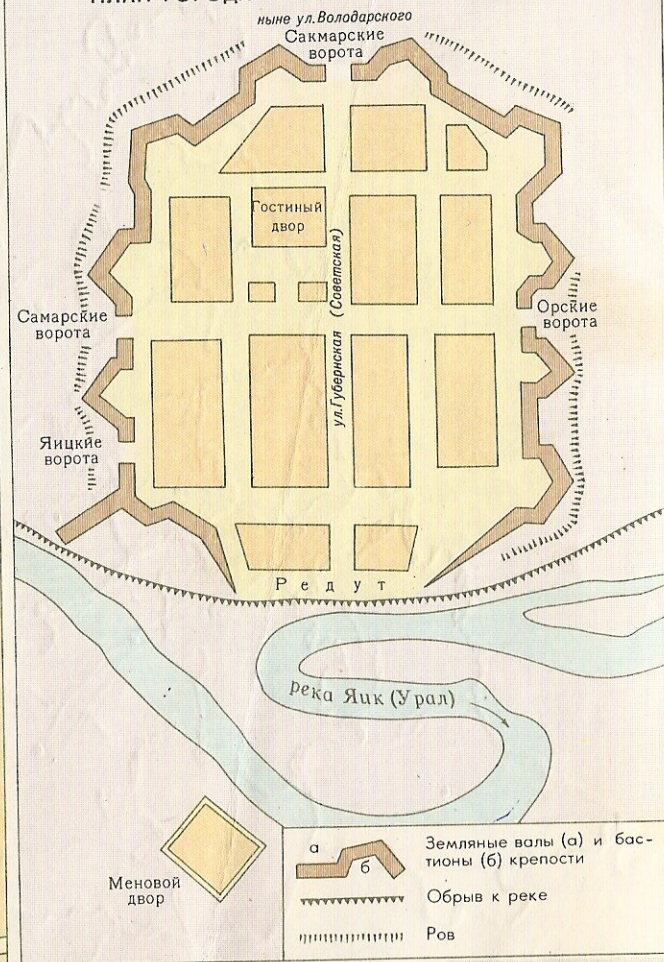 ныне ул. Володарского
Сакмарские
ворота
Гостиный
двор
ул. Губернская (Советская)
Самарские
ворота
Орские
ворота
Яицкие
ворота
Редут
река Яик (Урал)
Меновой
двор
а
б
Земляные валы (а) и бас-
тионы (б) крепости
Обрыв к реке
Ров